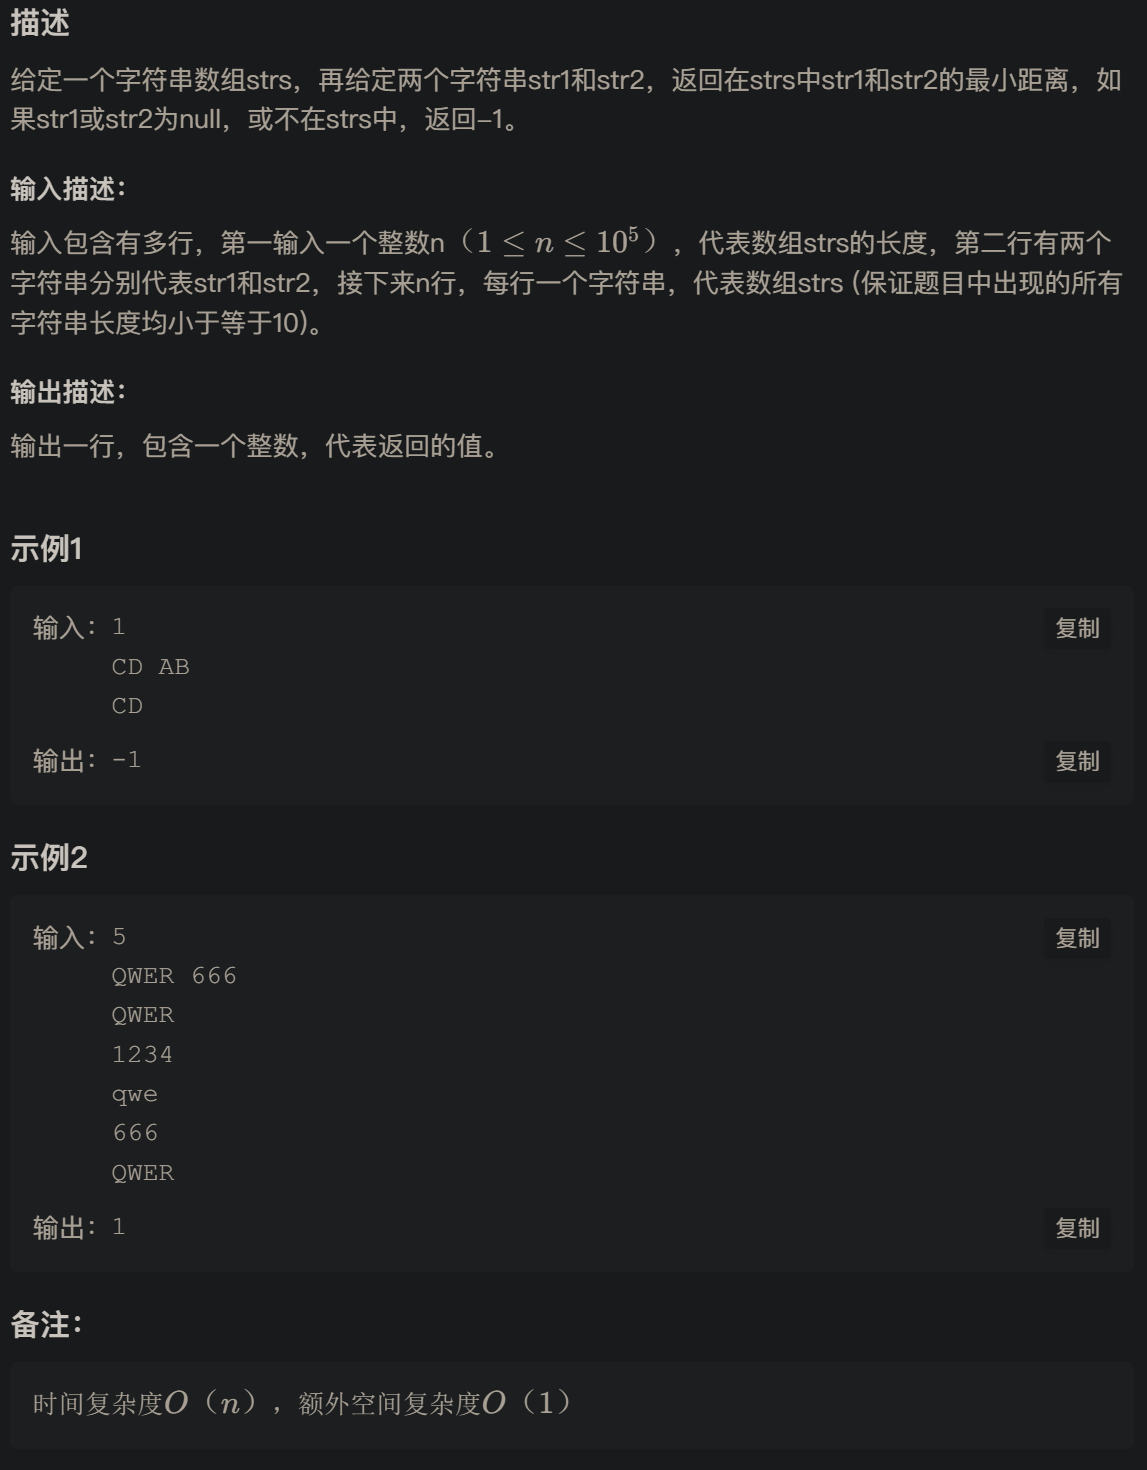 描述
给定一个字符串数组strs，再给定两个字符串str1和str2，返回在strs中str1和str2的最小距离，如
果str1或str2为null，或不在strs中，返回-1。
输入描述：
输入包含有多行，第一输入一个整数n（1 ≤ n ≤ 10⁵），代表数组strs的长度，第二行有两个
字符串分别代表str1和str2，接下来n行，每行一个字符串，代表数组strs (保证题目中出现的所有
字符串长度均小于等于10)。
输出描述：
输出一行，包含一个整数，代表返回的值。
示例1
输入：1 复制
CD AB
CD
输出：-1 复制
示例2
输入：5 复制
QWER 666
QWER
1234
qwe
666
QWER
输出：1 复制
备注：
时间复杂度O（n），额外空间复杂度O（1）